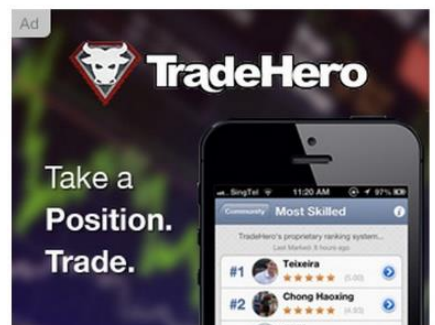 Ad
TradeHero
Take a
Position.
Trade.
SingTel 11:20 AM 97%
Community Most Skilled
TradeHero's proprietary ranking system...
Last Marked: 8 hours ago
#1 Teixeira
(5.00)
#2 Chong Haoxing
(4.93)